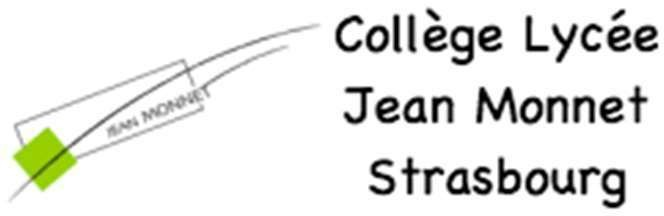 JEAN MONNET
Collège Lycée
Jean Monnet
Strasbourg